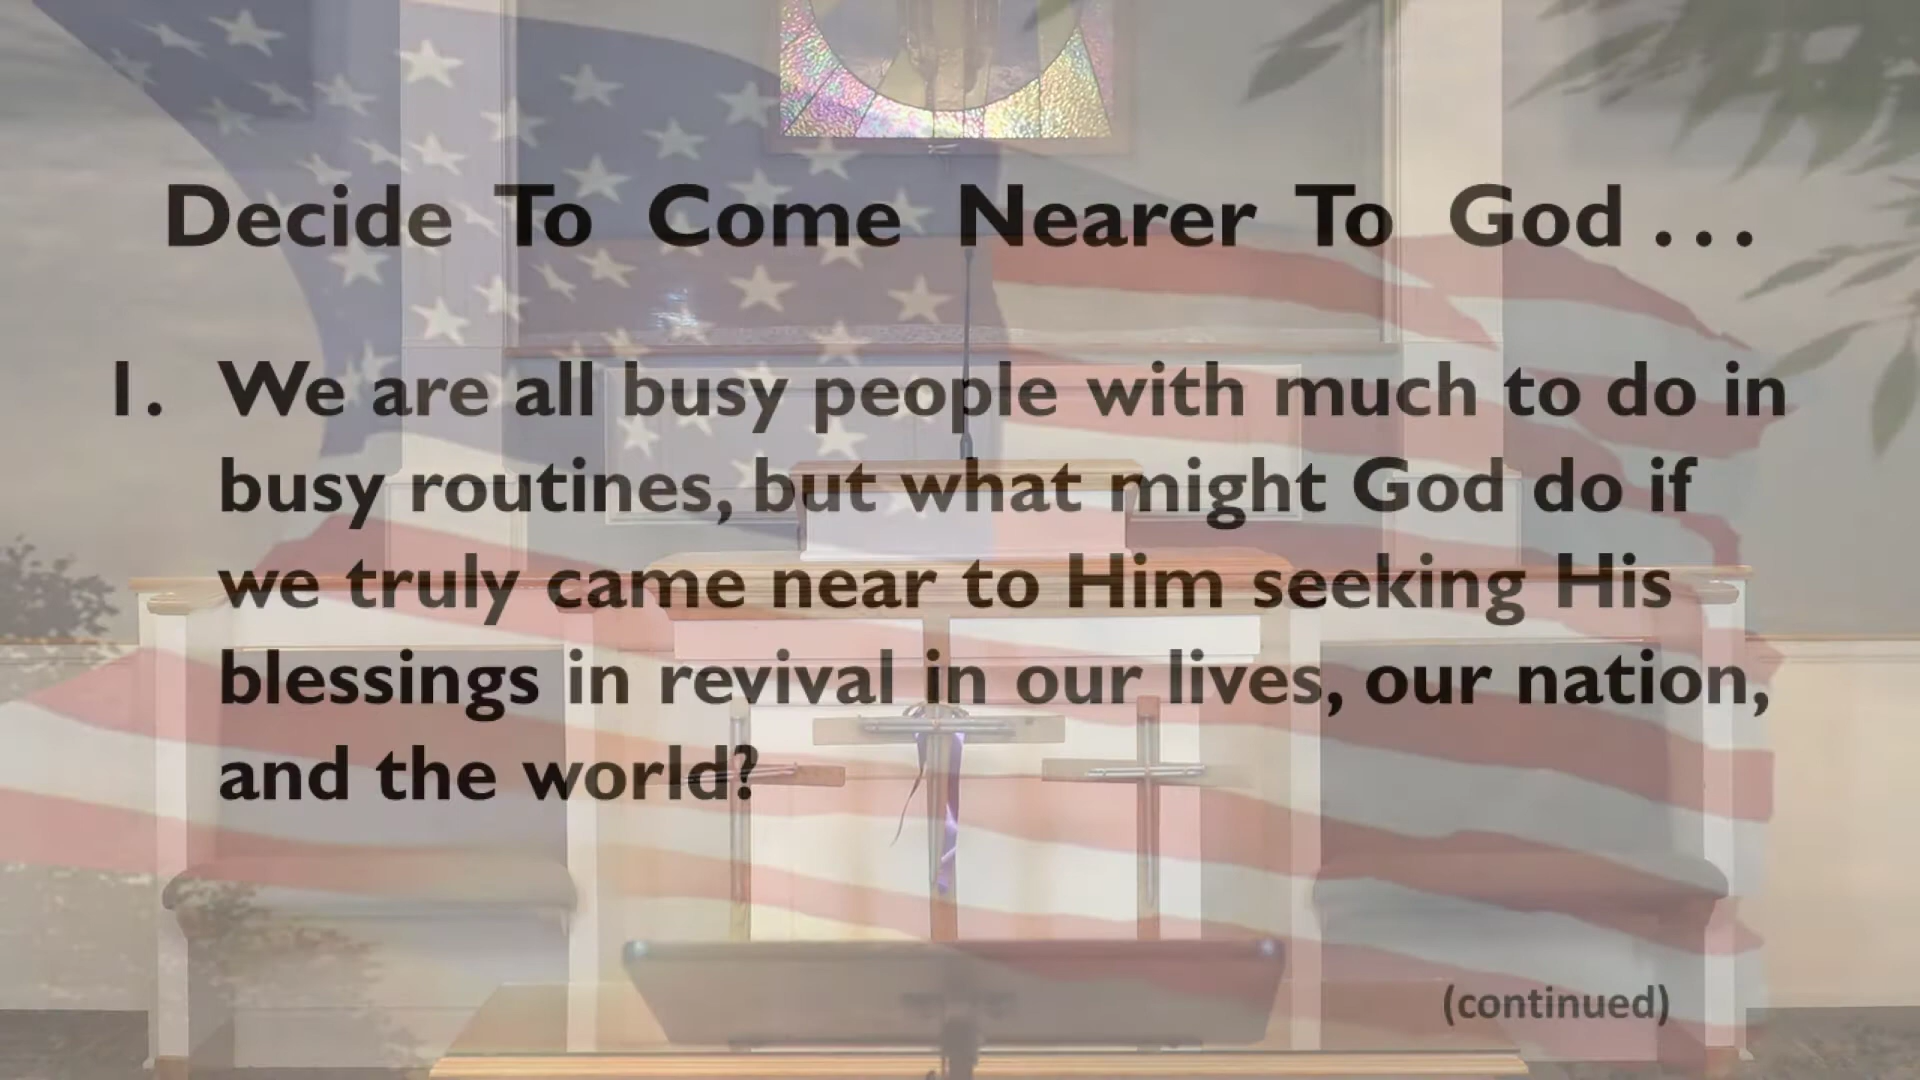 Decide To Come Nearer To God . . .
1. We are all busy people with much to do in
busy routines, but what might God do if
we truly came near to Him seeking His
blessings in revival in our lives, our nation,
and the world?
(continued)